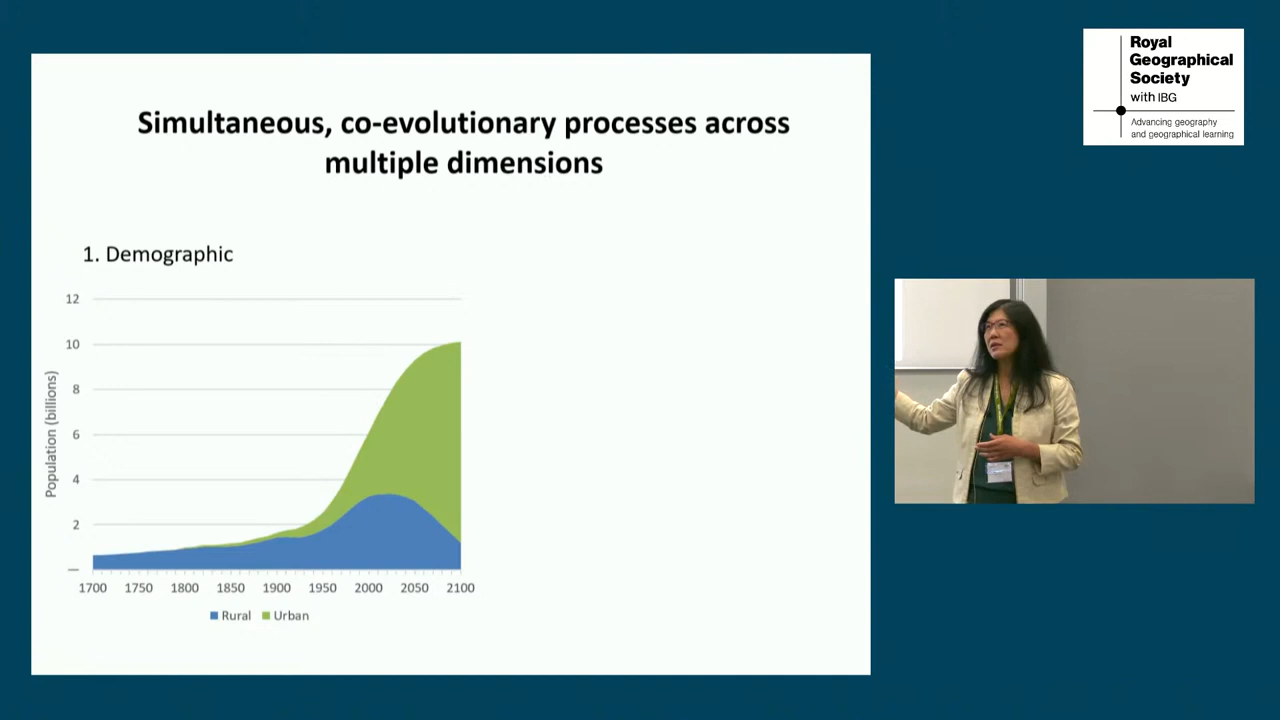 Simultaneous, co-evolutionary processes across
multiple dimensions
1. Demographic
12
10
8
6
4
2
—
Population (billions)
1700 1750 1800 1850 1900 1950 2000 2050 2100
Rural Urban
Royal
Geographical
Society
with IBG
Advancing geography
and geographical learning